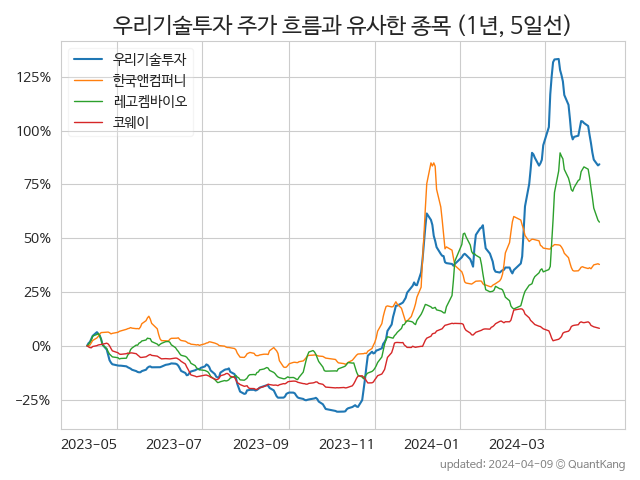 우리기술투자 주가 흐름과 유사한 종목 (1년, 5일선)
우리기술투자
한국앤컴퍼니
레고켐바이오
코웨이
125%
100%
75%
50%
25%
0%
−25%
2023-05 2023-07 2023-09 2023-11 2024-01 2024-03
updated: 2024-04-09 © QuantKang